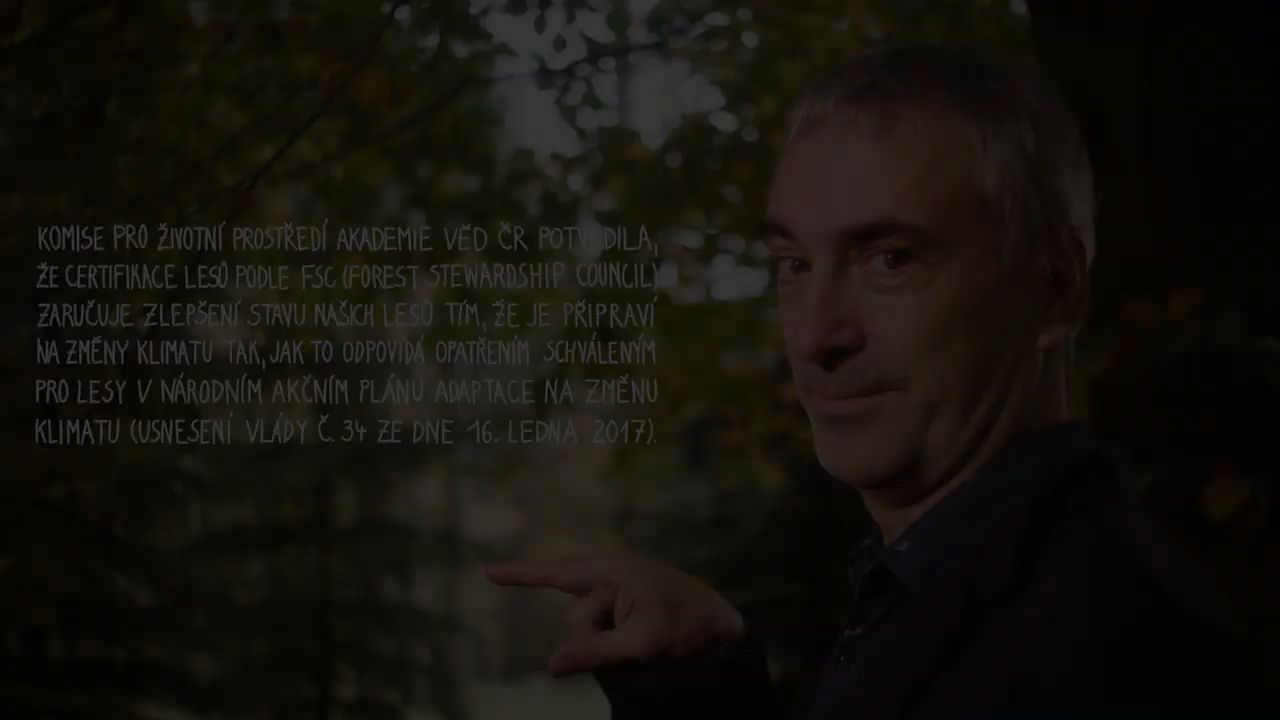 KOMISE PRO ŽIVOTNÍ PROSTŘEDÍ AKADEMIE VĚD ČR POTVRDILA,
ŽE CERTIFIKACE LESŮ PODLE FSC (FOREST STEWARDSHIP COUNCIL)
ZARUČUJE ZLEPŠENÍ STAVU NAŠICH LESŮ TÍM, ŽE JE PŘIPRAVÍ
NA ZMĚNY KLIMATU TAK, JAK TO ODPOVÍDÁ OPATŘENÍM SCHVÁLENÝM
PRO LESY V NÁRODNÍM AKČNÍM PLÁNU ADAPTACE NA ZMĚNU
KLIMATU (USNESENÍ VLÁDY Č. 34 ZE DNE 16. LEDNA 2017).